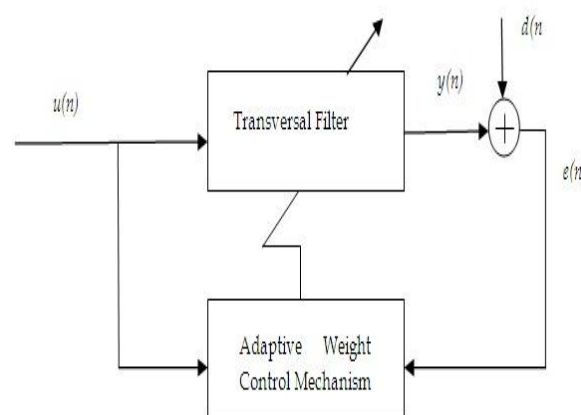 d(n
u(n)
y(n)
Transversal Filter
e(n
Adaptive Weight
Control Mechanism